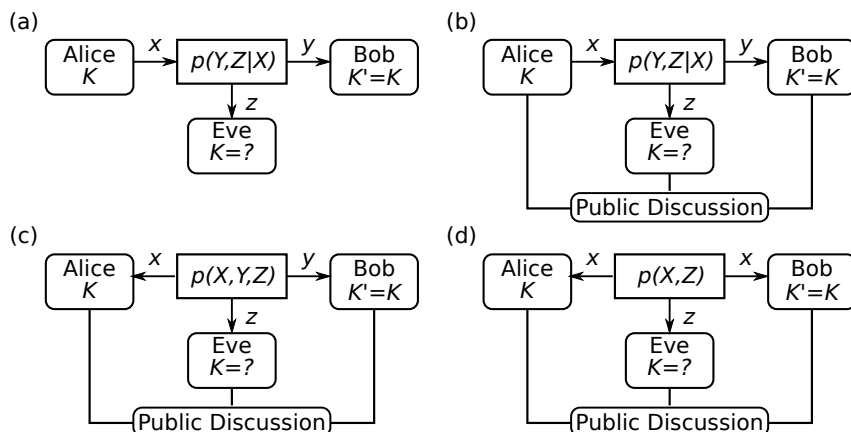 (a)
Alice
K
x
p(Y,Z|X)
y
Bob
K'=K
z
Eve
K=?
(b)
Alice
K
x
p(Y,Z|X)
y
Bob
K'=K
z
Eve
K=?
Public Discussion
(c)
Alice
K
x
p(X,Y,Z)
y
Bob
K'=K
z
Eve
K=?
Public Discussion
(d)
Alice
K
x
p(X,Z)
x
Bob
K'=K
z
Eve
K=?
Public Discussion